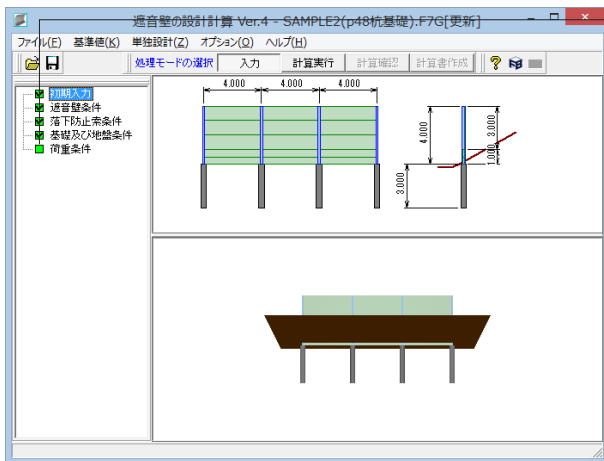 遮音壁の設計計算 Ver.4 - SAMPLE2(p48杭基礎).F7G[更新]
ファイル(F) 基準値(K) 単独設計(Z) オプション(O) ヘルプ(H)
処理モードの選択 入力 計算実行 計算確認 計算書作成
初期入力
遮音壁条件
落下防止索条件
基礎及び地盤条件
荷重条件
4.000 4.000 4.000
4.000
3.000
1.000
3.000